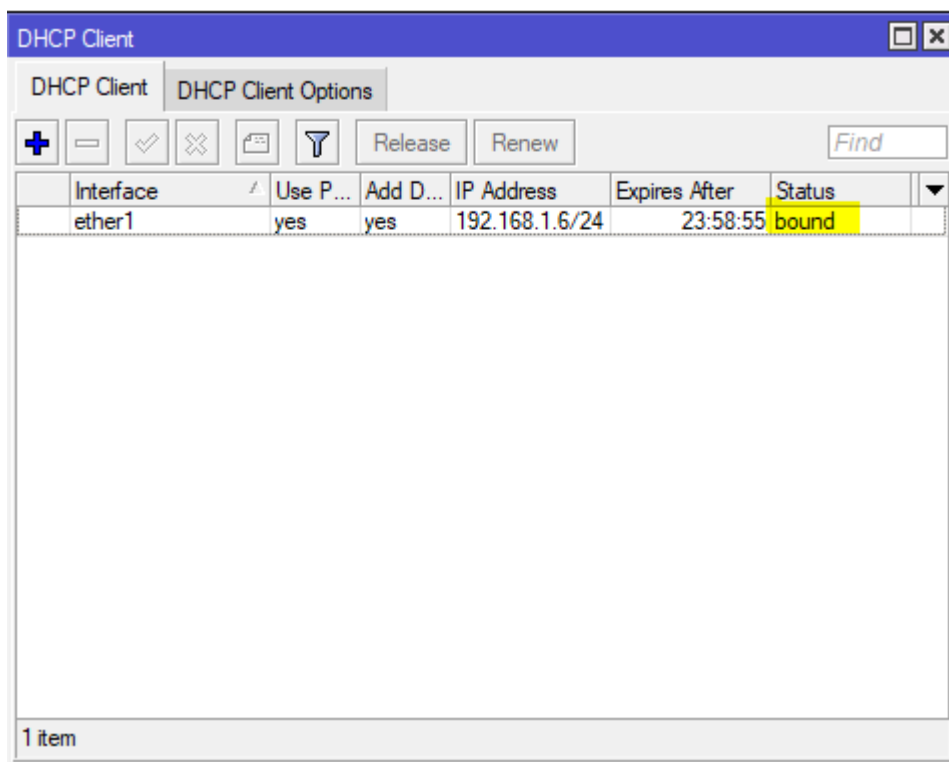 DHCP Client
DHCP Client DHCP Client Options
Release Renew Find
Interface Use P... Add D... IP Address Expires After Status
ether1 yes yes 192.168.1.6/24 23:58:55 bound
1 item